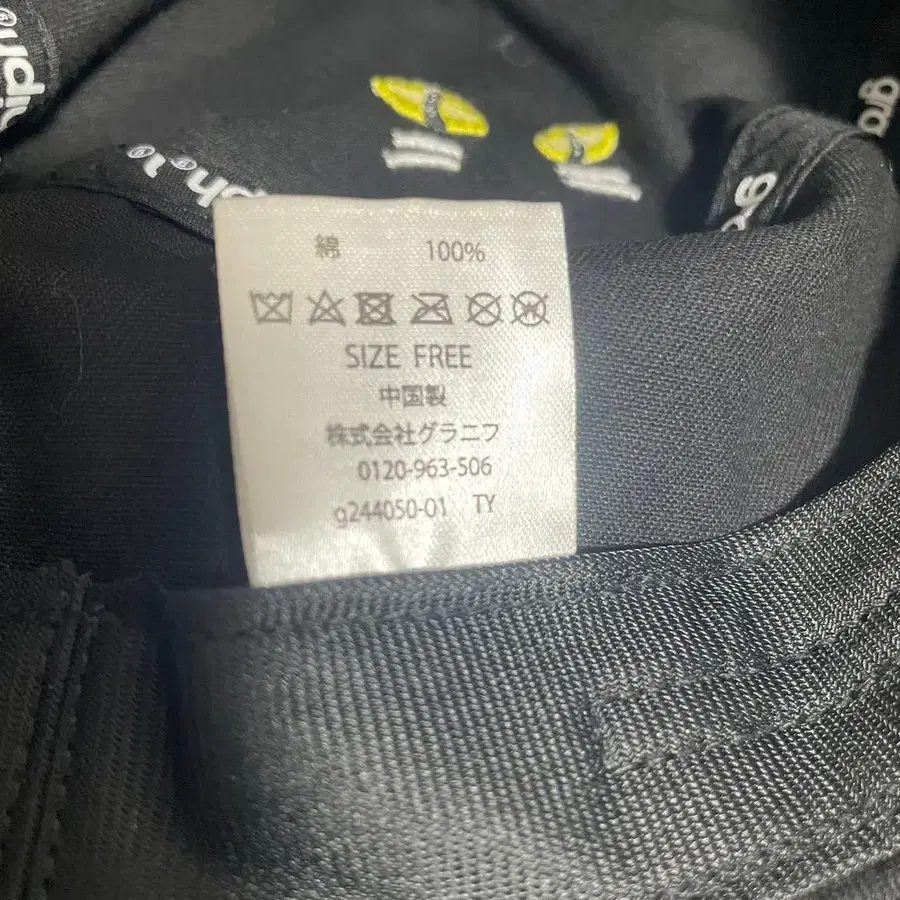 綿 100%
SIZE FREE
中国製
株式会社グラニフ
0120-963-506
g244050-01 TY
gra